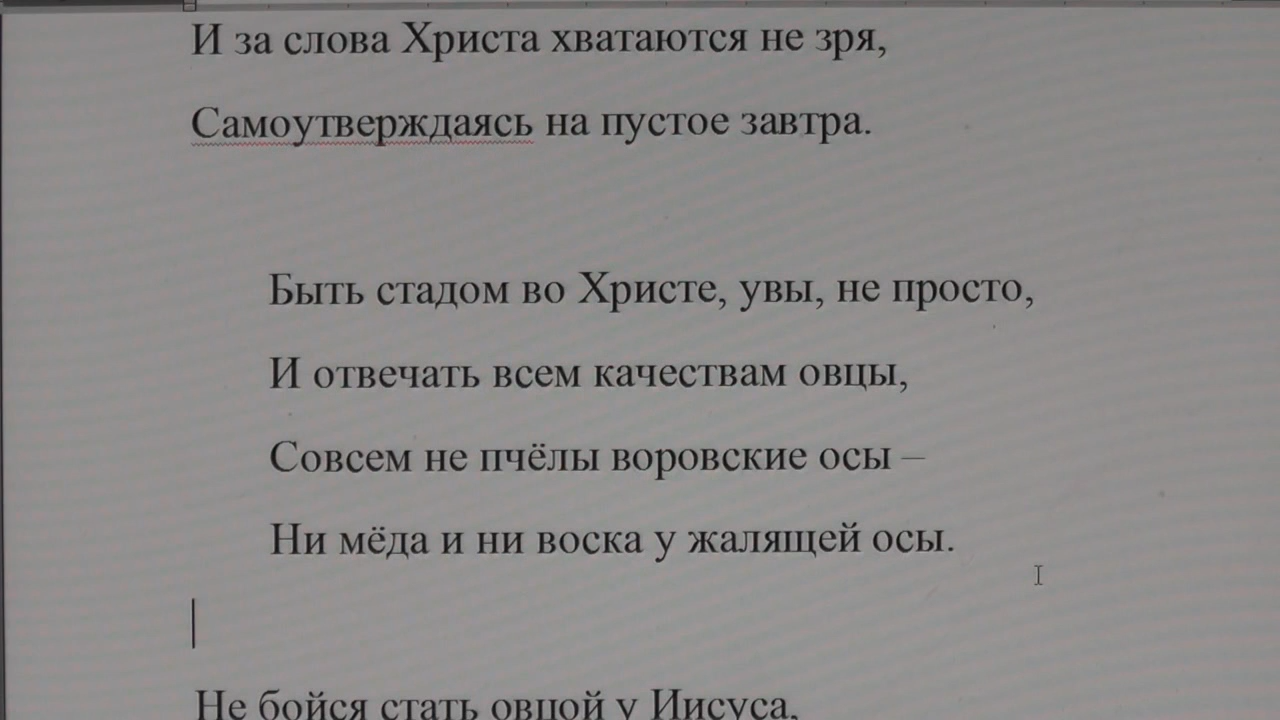 И за слова Христа хватаются не зря,
Самоутверждаясь на пустое завтра.
Быть стадом во Христе, увы, не просто,
И отвечать всем качествам овцы,
Совсем не пчёлы воровские осы –
Ни мёда и ни воска у жалящей осы.
Не бойся стать овцой у Иисуса,